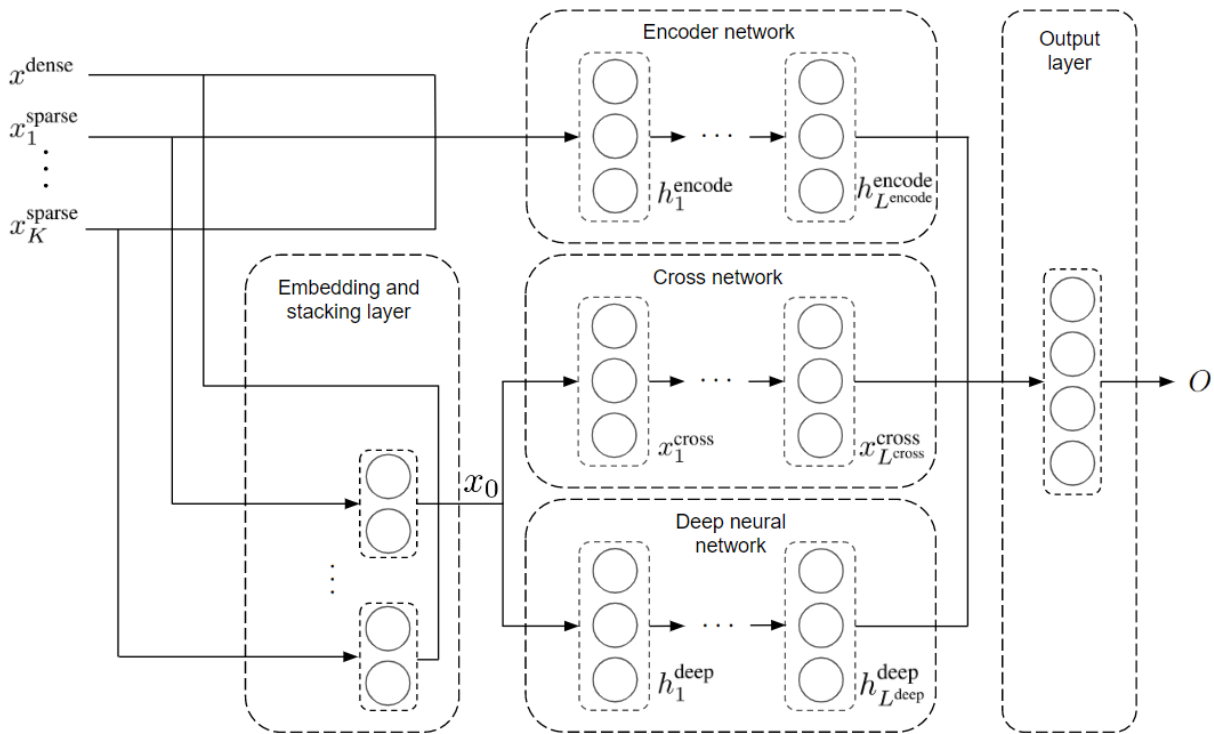 x^dense
x_1^sparse
⋮
x_K^sparse
Encoder network
h_1^encode
· · ·
h_{L^encode}^encode
Embedding and
stacking layer
⋮
x_0
Cross network
x_1^cross
· · ·
x_{L^cross}^cross
Deep neural
network
h_1^deep
· · ·
h_{L^deep}^deep
Output
layer
O